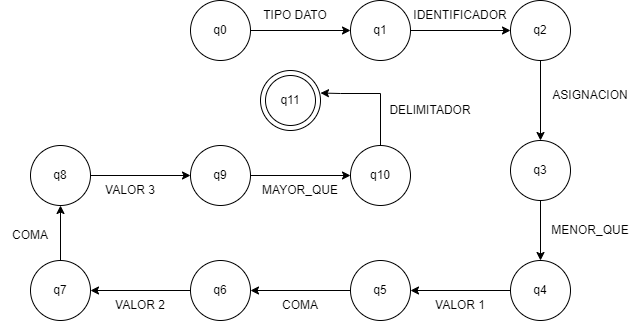 TIPO DATO
IDENTIFICADOR
q0
q1
q2
ASIGNACION
q11
DELIMITADOR
q8
VALOR 3
q9
MAYOR_QUE
q10
q3
COMA
MENOR_QUE
q7
VALOR 2
q6
COMA
q5
VALOR 1
q4